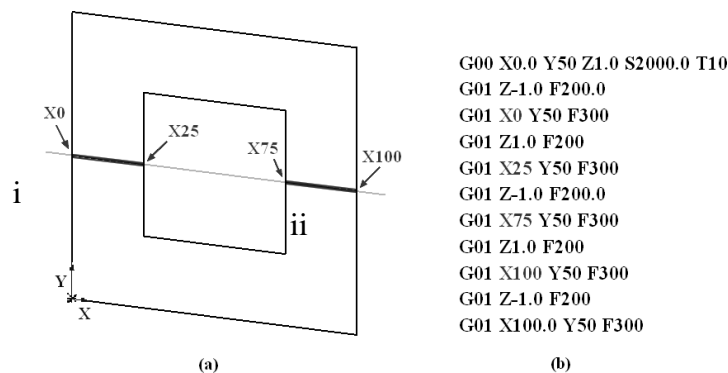 X0
X25
X75
X100
i
ii
Y
X
(a)
G00 X0.0 Y50 Z1.0 S2000.0 T10
G01 Z-1.0 F200.0
G01 X0 Y50 F300
G01 Z1.0 F200
G01 X25 Y50 F300
G01 Z-1.0 F200.0
G01 X75 Y50 F300
G01 Z1.0 F200
G01 X100 Y50 F300
G01 Z-1.0 F200
G01 X100.0 Y50 F300
(b)